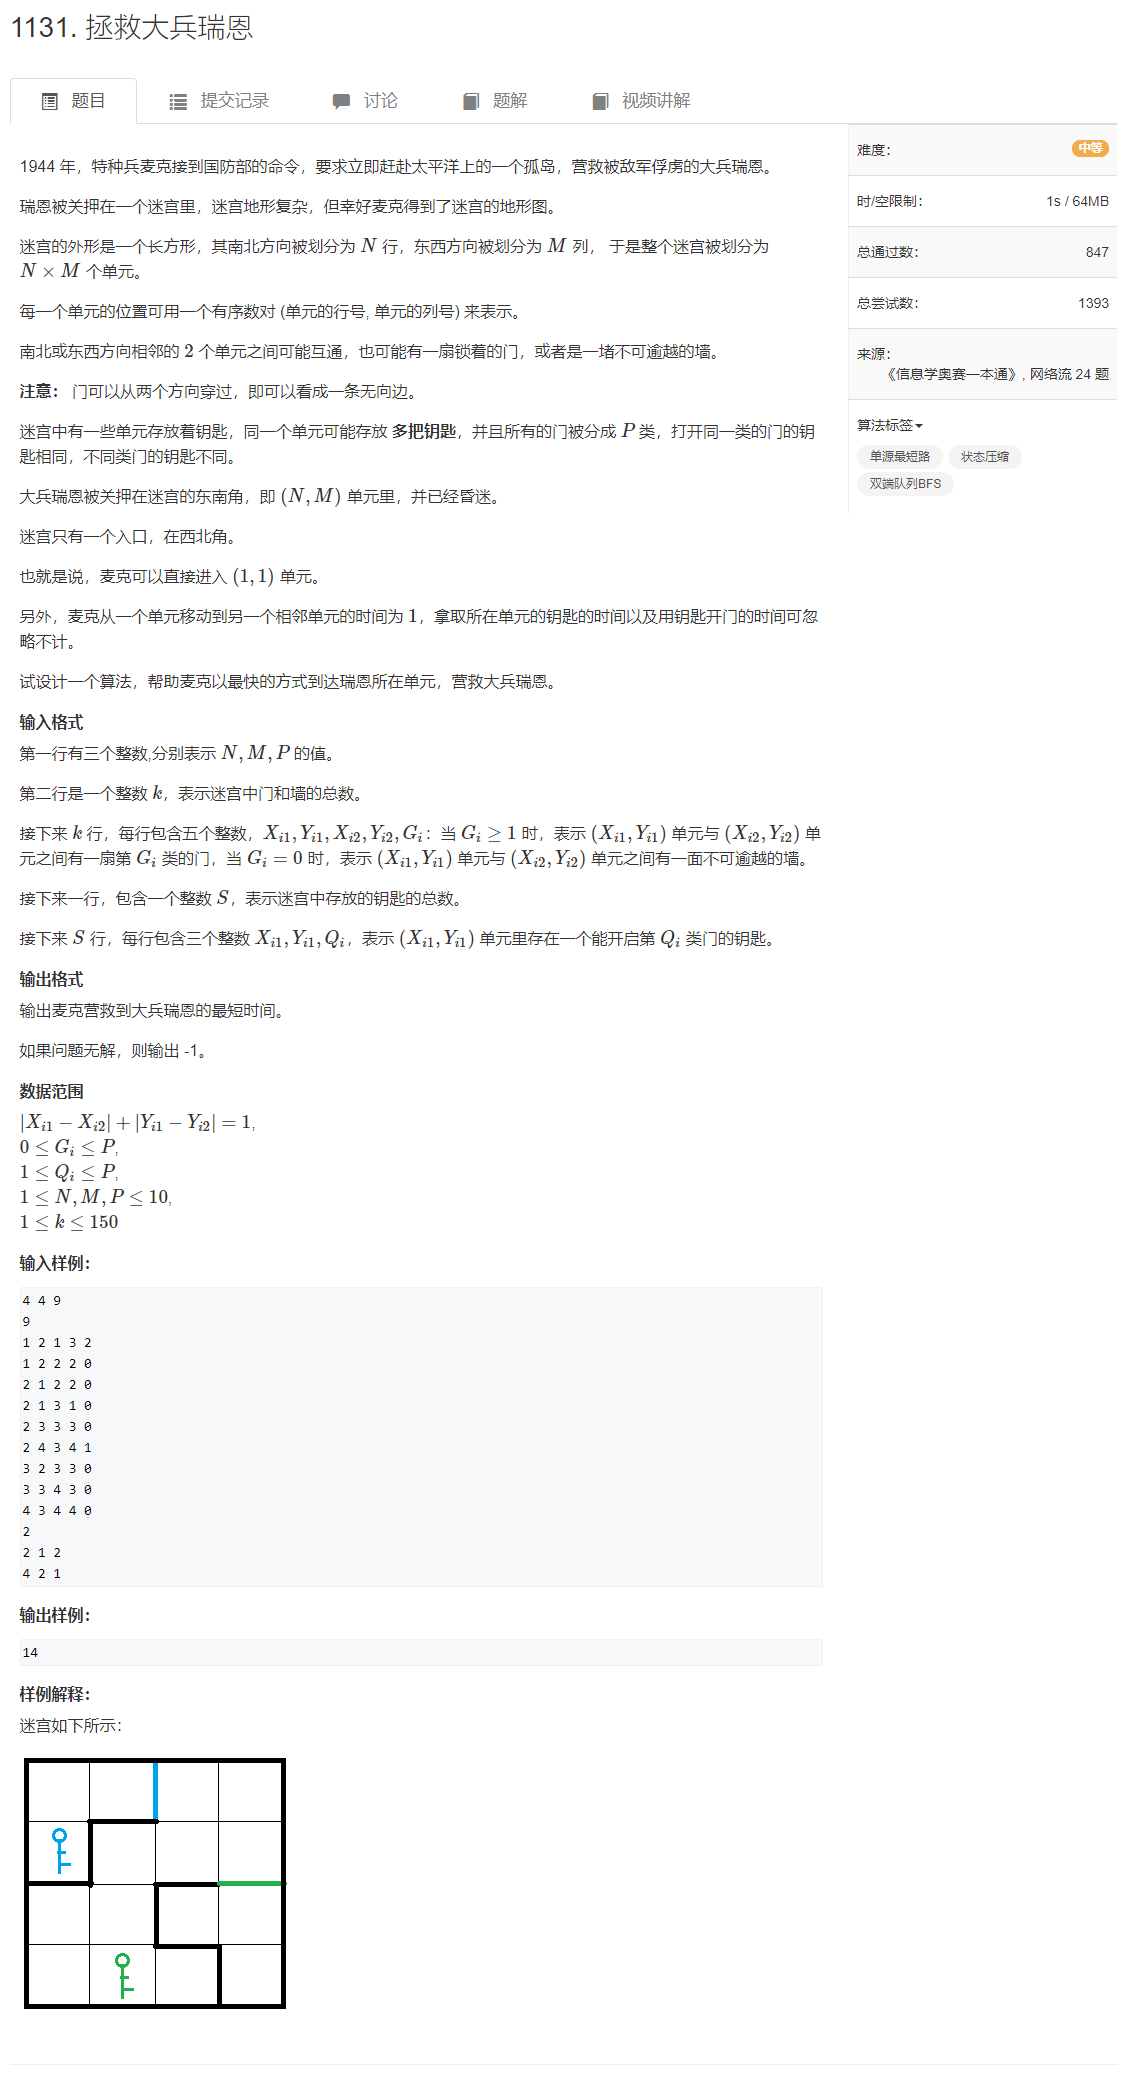 1131. 拯救大兵瑞恩
题目
提交记录
讨论
题解
视频讲解
1944 年，特种兵麦克接到国防部的命令，要求立即赶赴太平洋上的一个孤岛，营救被敌军俘虏的大兵瑞恩。
瑞恩被关押在一个迷宫里，迷宫地形复杂，但幸好麦克得到了迷宫的地形图。
迷宫的外形是一个长方形，其南北方向被划分为 N 行，东西方向被划分为 M 列， 于是整个迷宫被划分为
N × M 个单元。
每一个单元的位置可用一个有序数对 (单元的行号, 单元的列号) 来表示。
南北或东西方向相邻的 2 个单元之间可能互通，也可能有一扇锁着的门，或者是一堵不可逾越的墙。
注意： 门可以从两个方向穿过，即可以看成一条无向边。
迷宫中有一些单元存放着钥匙，同一个单元可能存放 多把钥匙，并且所有的门被分成 P 类，打开同一类的门的钥
匙相同，不同类门的钥匙不同。
大兵瑞恩被关押在迷宫的东南角，即 (N, M) 单元里，并已经昏迷。
迷宫只有一个入口，在西北角。
也就是说，麦克可以直接进入 (1, 1) 单元。
另外，麦克从一个单元移动到另一个相邻单元的时间为 1，拿取所在单元的钥匙的时间以及用钥匙开门的时间可忽
略不计。
试设计一个算法，帮助麦克以最快的方式到达瑞恩所在单元，营救大兵瑞恩。
输入格式
第一行有三个整数,分别表示 N, M, P 的值。
第二行是一个整数 k，表示迷宫中门和墙的总数。
接下来 k 行，每行包含五个整数，X_{i1}, Y_{i1}, X_{i2}, Y_{i2}, G_i：当 G_i ≥ 1 时，表示 (X_{i1}, Y_{i1}) 单元与 (X_{i2}, Y_{i2}) 单
元之间有一扇第 G_i 类的门，当 G_i = 0 时，表示 (X_{i1}, Y_{i1}) 单元与 (X_{i2}, Y_{i2}) 单元之间有一面不可逾越的墙。
接下来一行，包含一个整数 S，表示迷宫中存放的钥匙的总数。
接下来 S 行，每行包含三个整数 X_{i1}, Y_{i1}, Q_i，表示 (X_{i1}, Y_{i1}) 单元里存在一个能开启第 Q_i 类门的钥匙。
输出格式
输出麦克营救到大兵瑞恩的最短时间。
如果问题无解，则输出 -1。
数据范围
|X_{i1} − X_{i2}| + |Y_{i1} − Y_{i2}| = 1,
0 ≤ G_i ≤ P,
1 ≤ Q_i ≤ P,
1 ≤ N, M, P ≤ 10,
1 ≤ k ≤ 150
输入样例：
4 4 9
9
1 2 1 3 2
1 2 2 2 0
2 1 2 2 0
2 1 3 1 0
2 3 3 3 0
2 4 3 4 1
3 2 3 3 0
3 3 4 3 0
4 3 4 4 0
2
2 1 2
4 2 1
输出样例：
14
样例解释：
迷宫如下所示：
难度：
中等
时/空限制：
1s / 64MB
总通过数：
847
总尝试数：
1393
来源：
《信息学奥赛一本通》, 网络流 24 题
算法标签
单源最短路
状态压缩
双端队列BFS